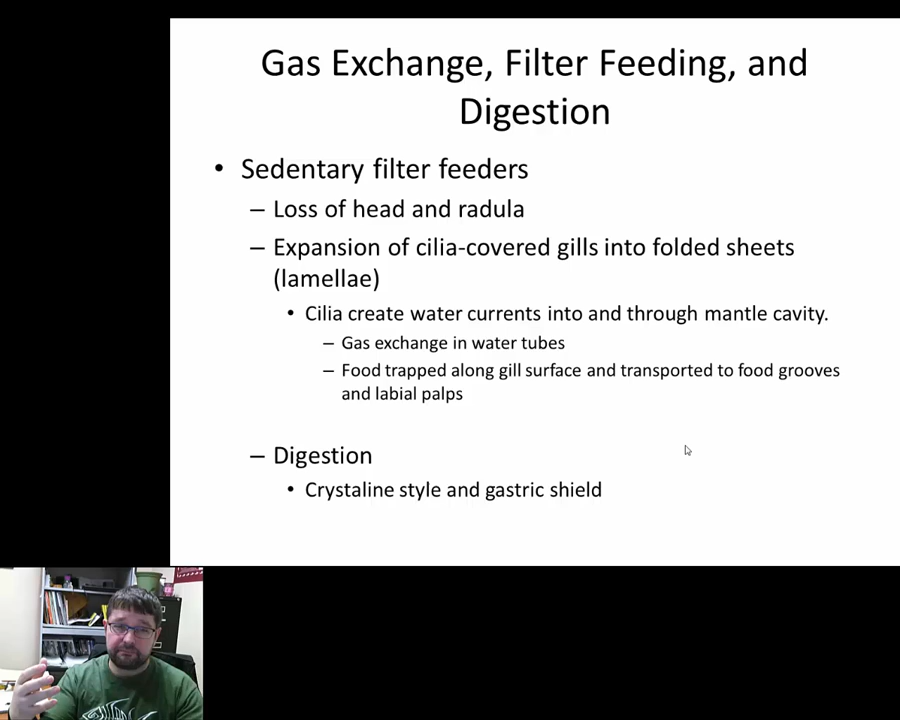 Gas Exchange, Filter Feeding, and
Digestion
• Sedentary filter feeders
– Loss of head and radula
– Expansion of cilia-covered gills into folded sheets
(lamellae)
• Cilia create water currents into and through mantle cavity.
– Gas exchange in water tubes
– Food trapped along gill surface and transported to food grooves
and labial palps
– Digestion
• Crystaline style and gastric shield